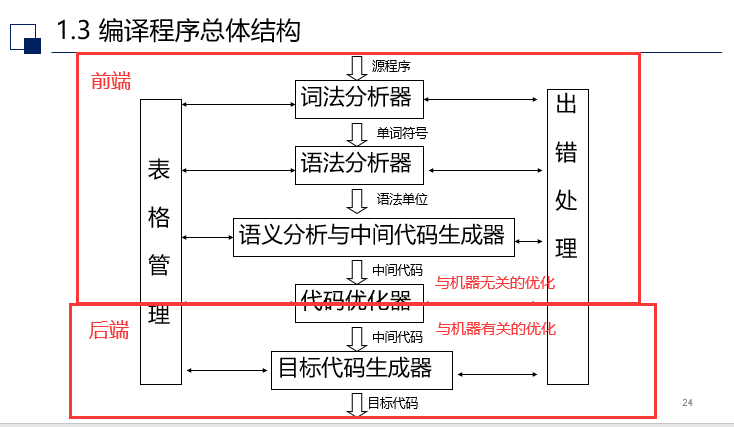 1.3 编译程序总体结构
前端
源程序
词法分析器
单词符号
语法分析器
语法单位
语义分析与中间代码生成器
中间代码
与机器无关的优化
代码优化器
后端
中间代码
与机器有关的优化
目标代码生成器
目标代码
表格管理
出错处理
24